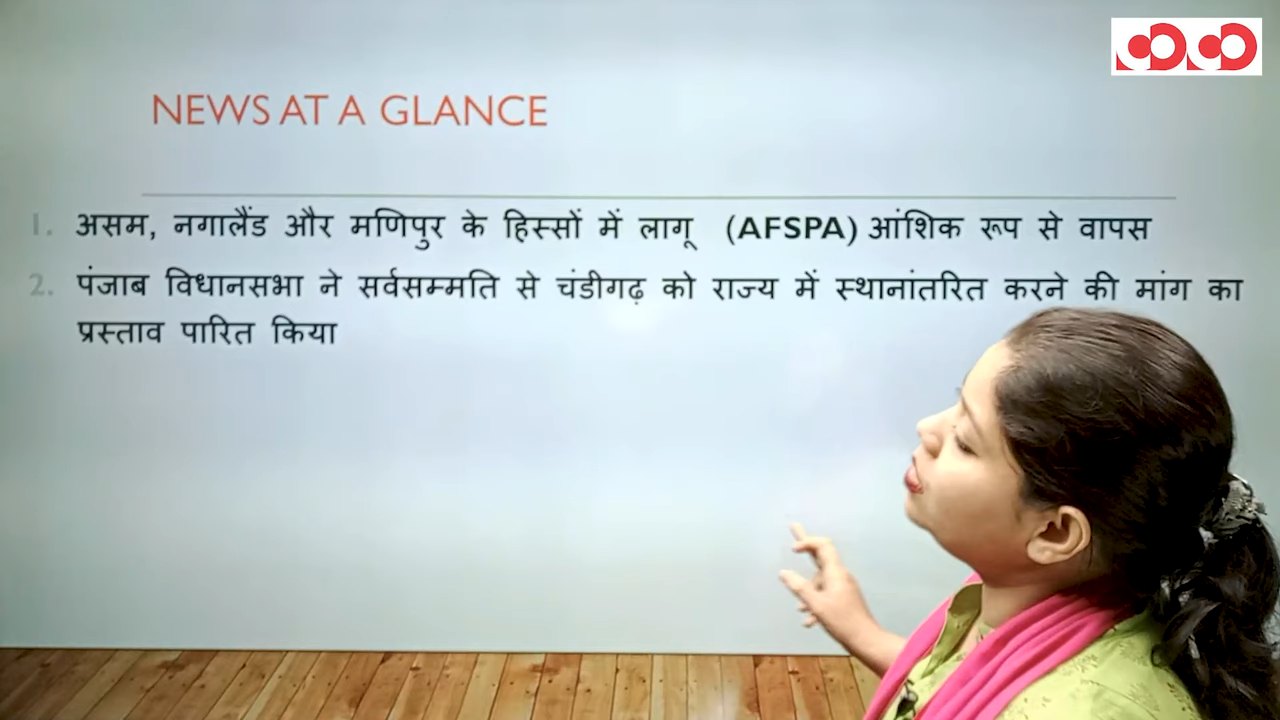 NEWS AT A GLANCE
1. असम, नगालैंड और मणिपुर के हिस्सों में लागू (AFSPA) आंशिक रूप से वापस
2. पंजाब विधानसभा ने सर्वसम्मति से चंडीगढ़ को राज्य में स्थानांतरित करने की मांग का
प्रस्ताव पारित किया